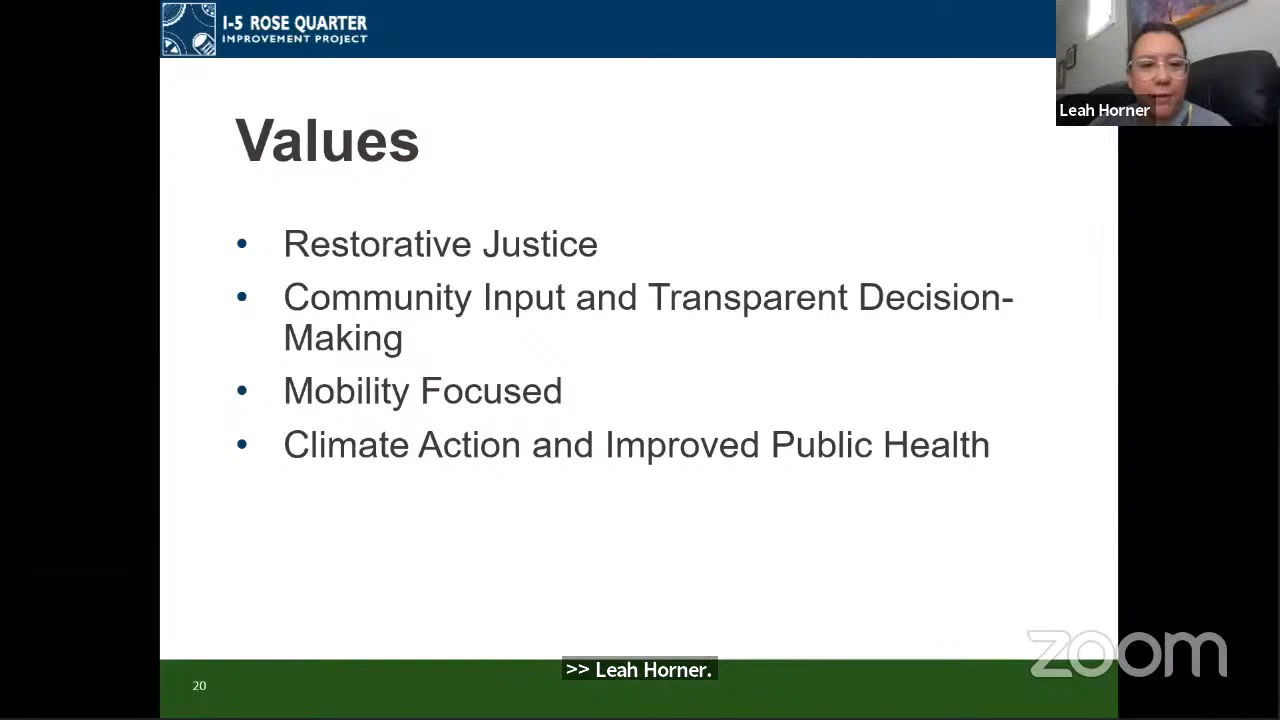 I-5 ROSE QUARTER
IMPROVEMENT PROJECT
Leah Horner
Values
• Restorative Justice
• Community Input and Transparent Decision-
Making
• Mobility Focused
• Climate Action and Improved Public Health
>> Leah Horner.
20
zoom